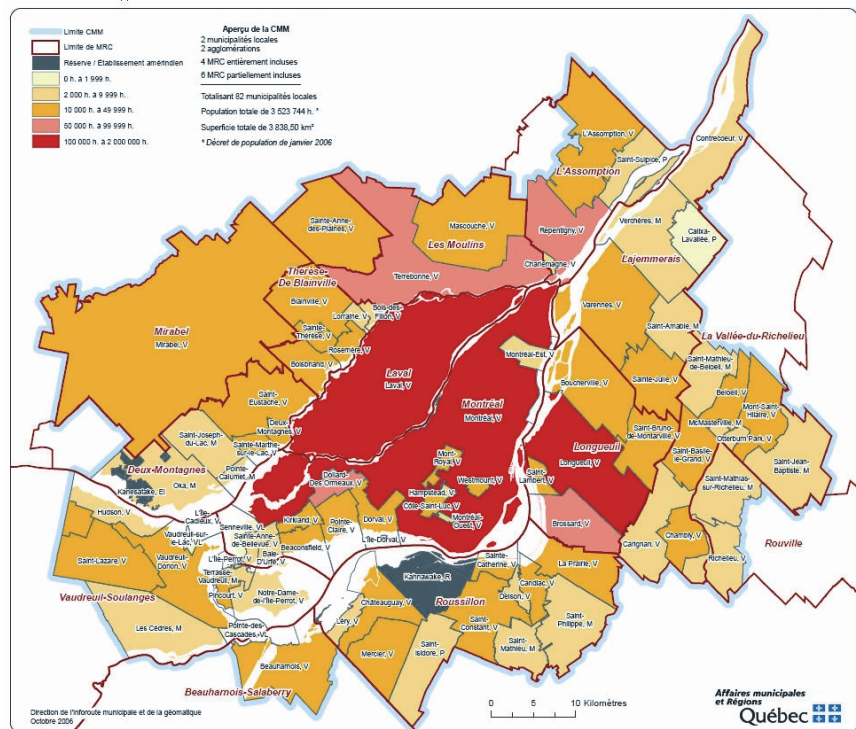 Limite CMM
Limite de MRC
Réserve / Établissement amérindien
0 h. à 1 999 h.
2 000 h. à 9 999 h.
10 000 h. à 49 999 h.
50 000 h. à 99 999 h.
100 000 h. à 2 000 000 h.
Aperçu de la CMM
2 municipalités locales
2 agglomérations
4 MRC entièrement incluses
6 MRC partiellement incluses
Totalisant 82 municipalités locales
Population totale de 3 523 744 h. *
Superficie totale de 3 838,50 km²
* Décret de population de janvier 2006
L'Assomption, V
L'Assomption
Saint-Sulpice, P
Contrecoeur, V
Sainte-Anne-
des-Plaines, V
Mascouche, V
Les Moulins
Repentigny, V
Verchères, M
Calixa-
Lavallée, P
Charlemagne, V
Lajemmerais
Terrebonne, V
Thérèse-
De Blainville
Blainville, V
Bois-des-
Filion, V
Lorraine, V
Sainte-
Thérèse, V
Rosemère, V
Boisbriand, V
Varennes, V
Saint-Amable, M
La Vallée-du-Richelieu
Mirabel
Mirabel, V
Laval
Laval, V
Montréal-Est, V
Saint-Mathieu-
de-Beloeil, M
Boucherville, V
Sainte-Julie, V
Beloeil, V
Mont-Saint-
Hilaire, V
McMasterville, M
Otterburn Park, V
Saint-
Eustache, V
Deux-
Montagnes, V
Montréal
Montréal, V
Saint-Bruno-
de-Montarville, V
Saint-Basile-
le-Grand, V
Saint-Jean-
Baptiste, M
Saint-Joseph-
du-Lac, M
Sainte-Marthe-
sur-le-Lac, V
Longueuil
Longueuil, V
Deux-Montagnes
Pointe-
Calumet, M
Kanesatake, EI
Oka, M
Mont-
Royal, V
Westmount, V
Saint-
Lambert, V
Dollard-
Des Ormeaux, V
Hampstead, V
Côte-Saint-Luc, V
Montréal-
Ouest, V
Saint-Mathias-
sur-Richelieu, M
Hudson, V
L'Île-
Cadieux, V
Senneville, VL
Kirkland, V
Pointe-
Claire, V
Dorval, V
L'Île-Dorval, V
Brossard, V
Carignan, V
Chambly, V
Richelieu, V
Rouville
Vaudreuil-sur-
le-Lac, VL
Sainte-Anne-
de-Bellevue, V
Beaconsfield, V
Baie-
D'Urfé, V
Saint-Lazare, V
Vaudreuil-
Dorion, V
L'Île-Perrot, V
Terrasse-
Vaudreuil, M
Pincourt, V
Notre-Dame-
de-l'Île-Perrot, V
Vaudreuil-Soulanges
Les Cèdres, M
Pointe-des-
Cascades, VL
Kahnawake, R
Sainte-
Catherine, V
La Prairie, V
Candiac, V
Delson, V
Roussillon
Châteauguay, V
Léry, V
Saint-
Constant, V
Saint-
Philippe, M
Saint-
Mathieu, M
Mercier, V
Saint-
Isidore, P
Beauharnois, V
Beauharnois-Salaberry
Direction de l'inforoute municipale et de la géomatique
Octobre 2006
0 5 10 Kilomètres
Affaires municipales
et Régions
Québec